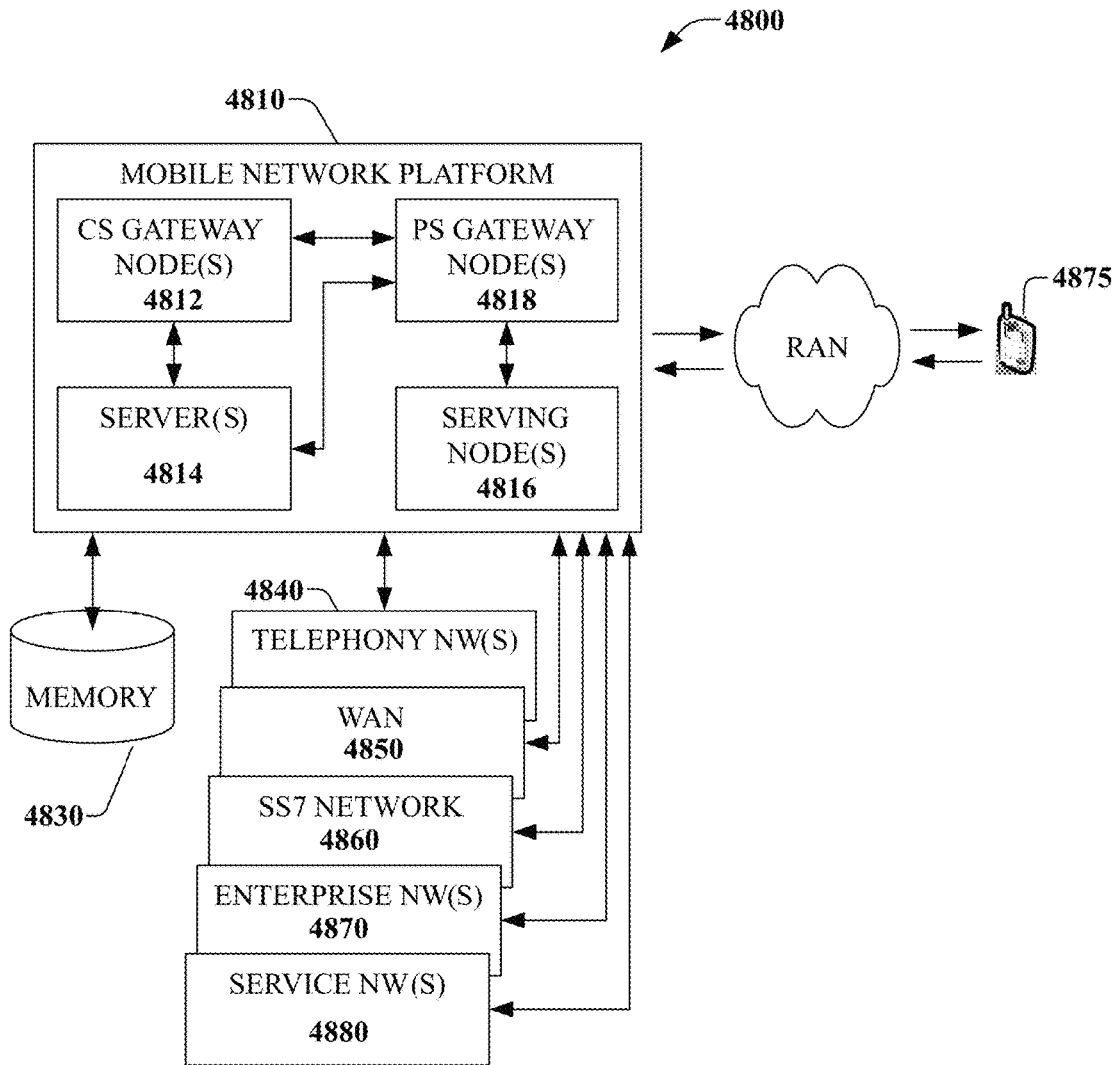 4800
4810
MOBILE NETWORK PLATFORM
CS GATEWAY
NODE(S)
4812
PS GATEWAY
NODE(S)
4818
SERVER(S)
4814
SERVING
NODE(S)
4816
RAN
4875
4840
TELEPHONY NW(S)
MEMORY
4830
WAN
4850
SS7 NETWORK
4860
ENTERPRISE NW(S)
4870
SERVICE NW(S)
4880